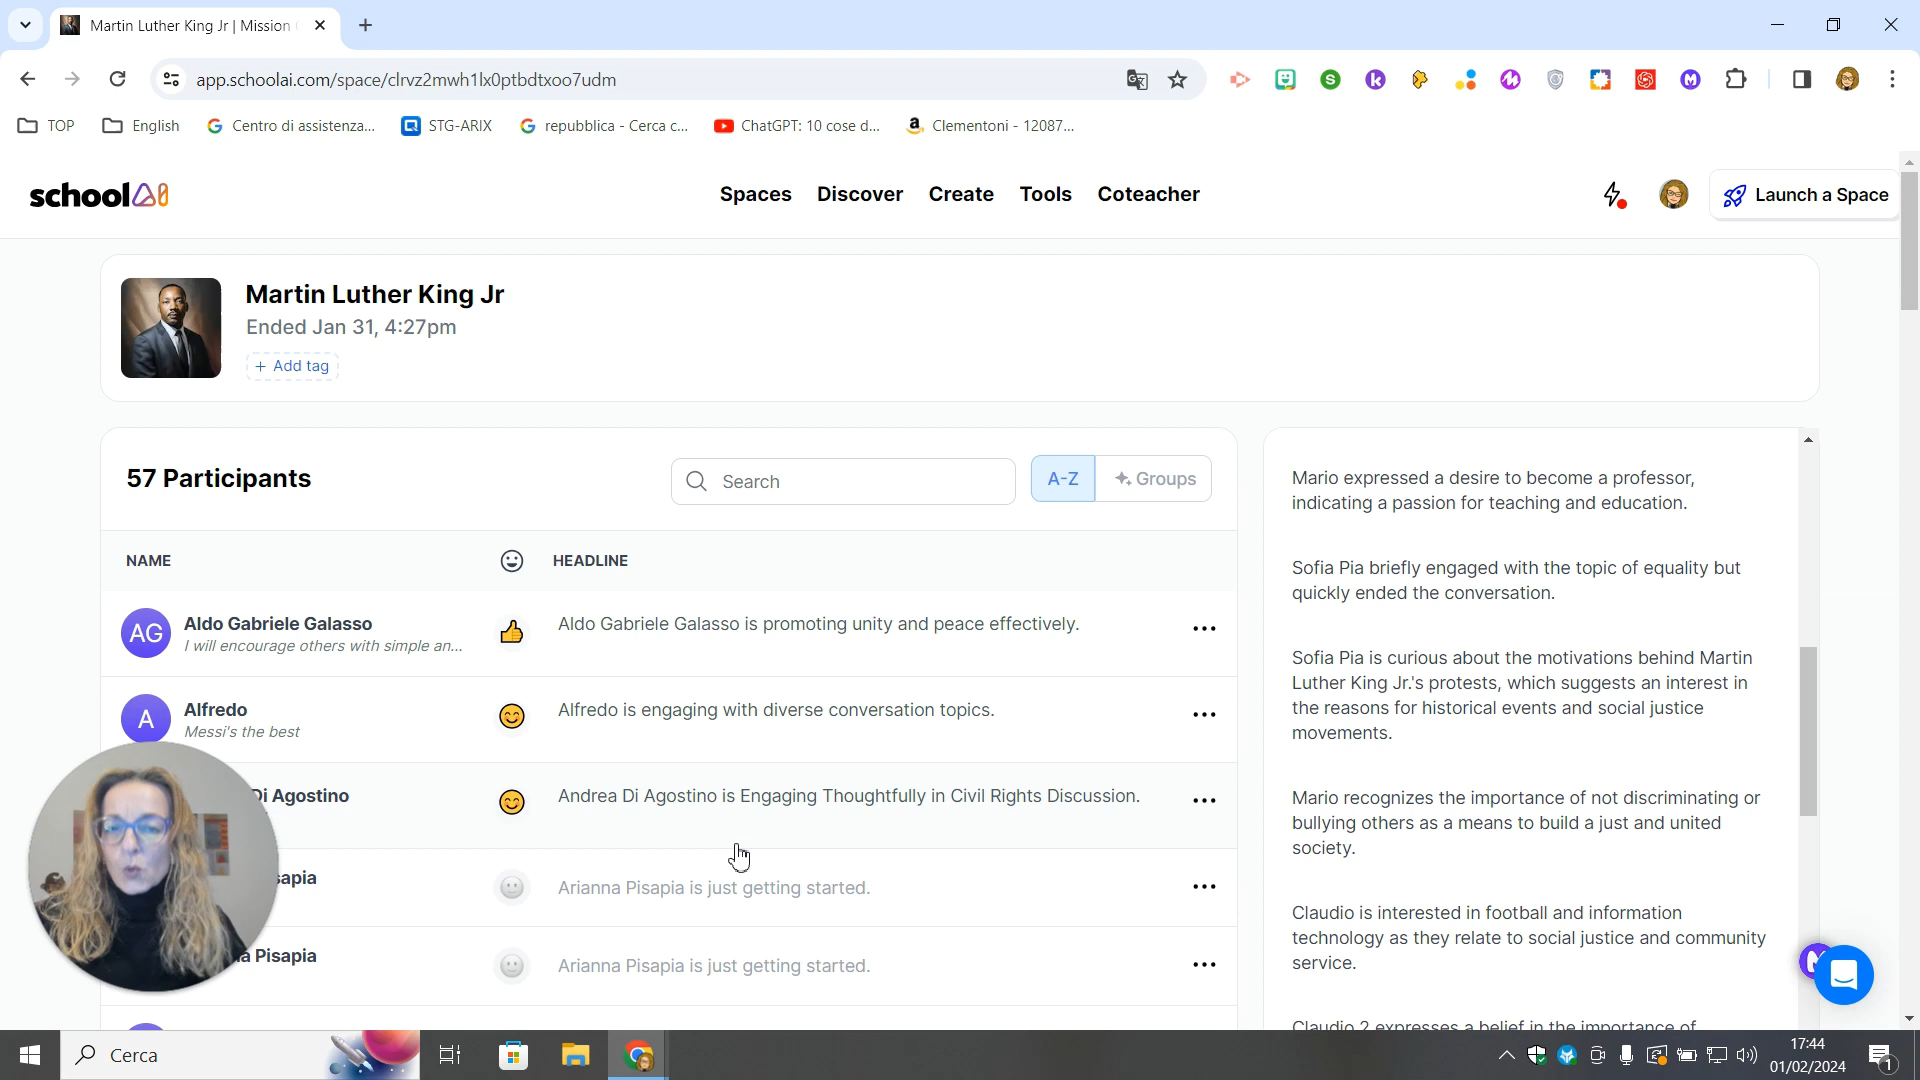 Martin Luther King Jr | Mission
app.schoolai.com/space/clrvz2mwh1lx0ptbdtxoo7udm
TOP
English
Centro di assistenza...
STG-ARIX
repubblica - Cerca c...
ChatGPT: 10 cose d...
Clementoni - 12087...
school
Spaces
Discover
Create
Tools
Coteacher
Launch a Space
Martin Luther King Jr
Ended Jan 31, 4:27pm
+ Add tag
57 Participants
Search
A-Z
Groups
NAME
HEADLINE
AG
Aldo Gabriele Galasso
I will encourage others with simple an...
Aldo Gabriele Galasso is promoting unity and peace effectively.
A
Alfredo
Messi's the best
Alfredo is engaging with diverse conversation topics.
Di Agostino
Andrea Di Agostino is Engaging Thoughtfully in Civil Rights Discussion.
sapia
Arianna Pisapia is just getting started.
a Pisapia
Arianna Pisapia is just getting started.
Mario expressed a desire to become a professor,
indicating a passion for teaching and education.
Sofia Pia briefly engaged with the topic of equality but
quickly ended the conversation.
Sofia Pia is curious about the motivations behind Martin
Luther King Jr.'s protests, which suggests an interest in
the reasons for historical events and social justice
movements.
Mario recognizes the importance of not discriminating or
bullying others as a means to build a just and united
society.
Claudio is interested in football and information
technology as they relate to social justice and community
service.
Claudio 2 expresses a belief in the importance of
Cerca
17:44
01/02/2024
1